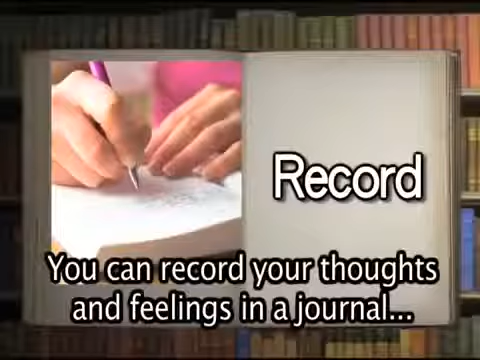 Record
You can record your thoughts
and feelings in a journal...